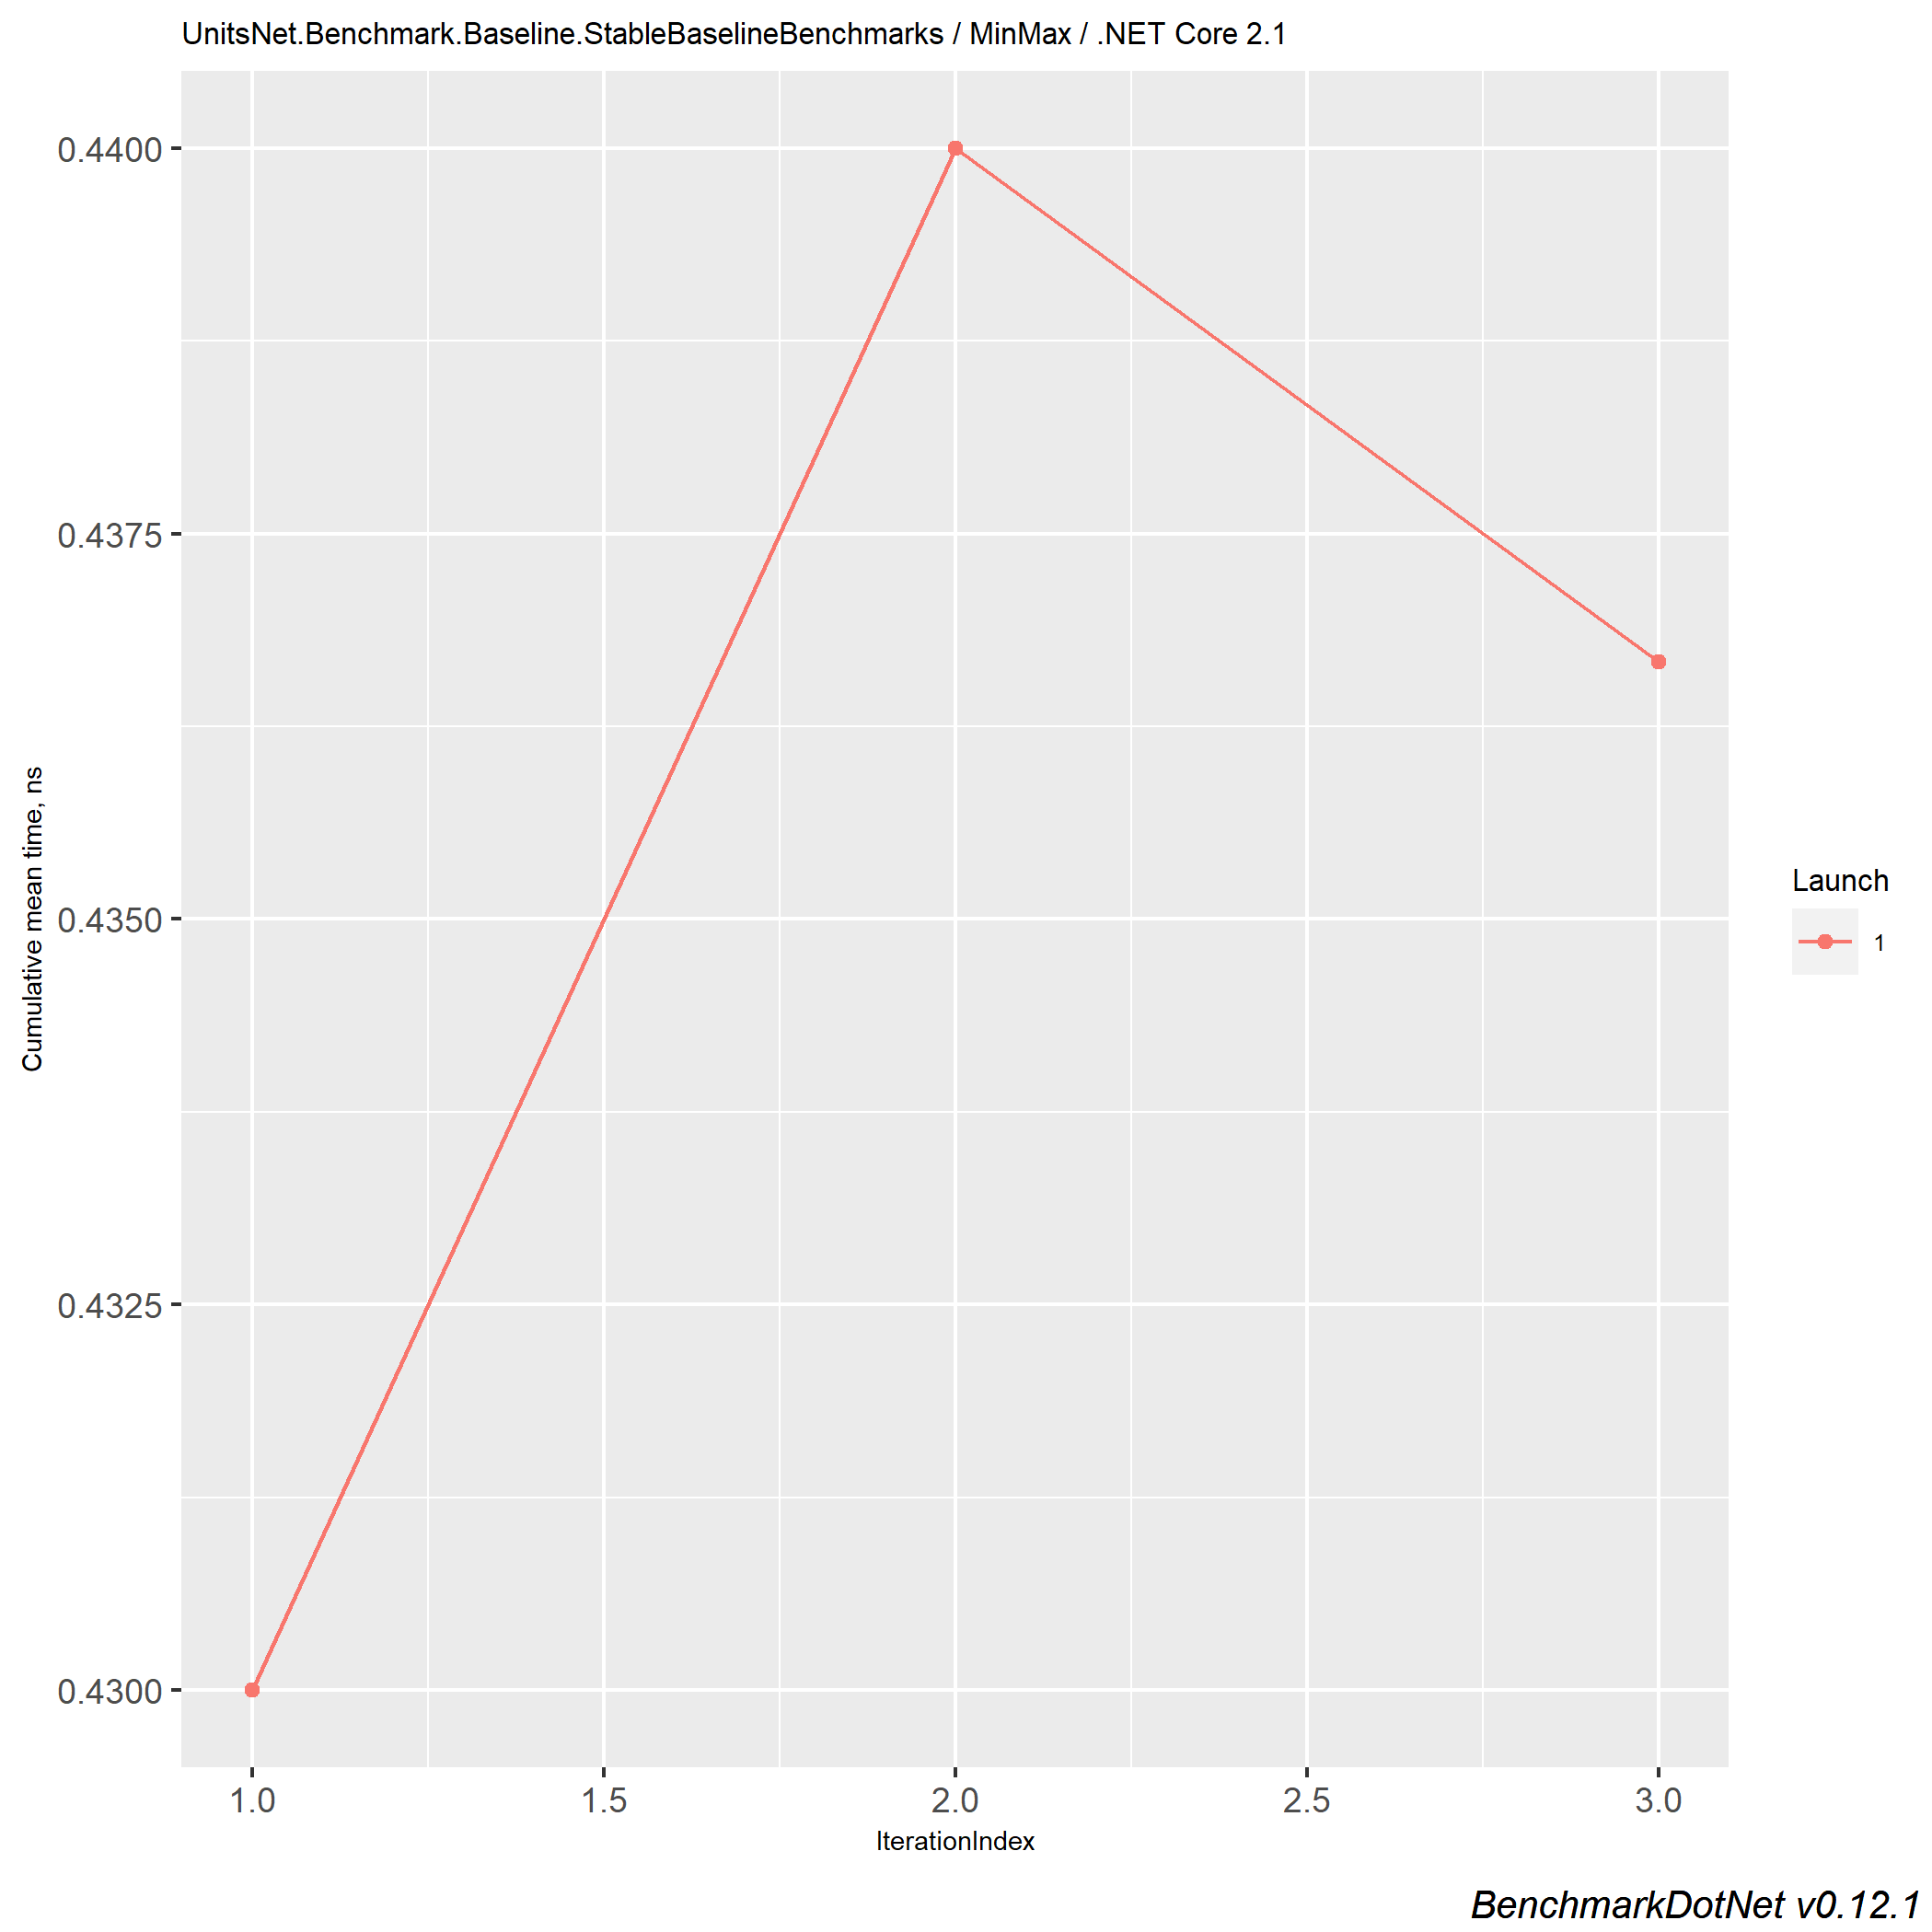 UnitsNet.Benchmark.Baseline.StableBaselineBenchmarks / MinMax / .NET Core 2.1
Cumulative mean time, ns
0.4400
0.4375
0.4350
0.4325
0.4300
1.0 1.5 2.0 2.5 3.0
IterationIndex
Launch
1
BenchmarkDotNet v0.12.1